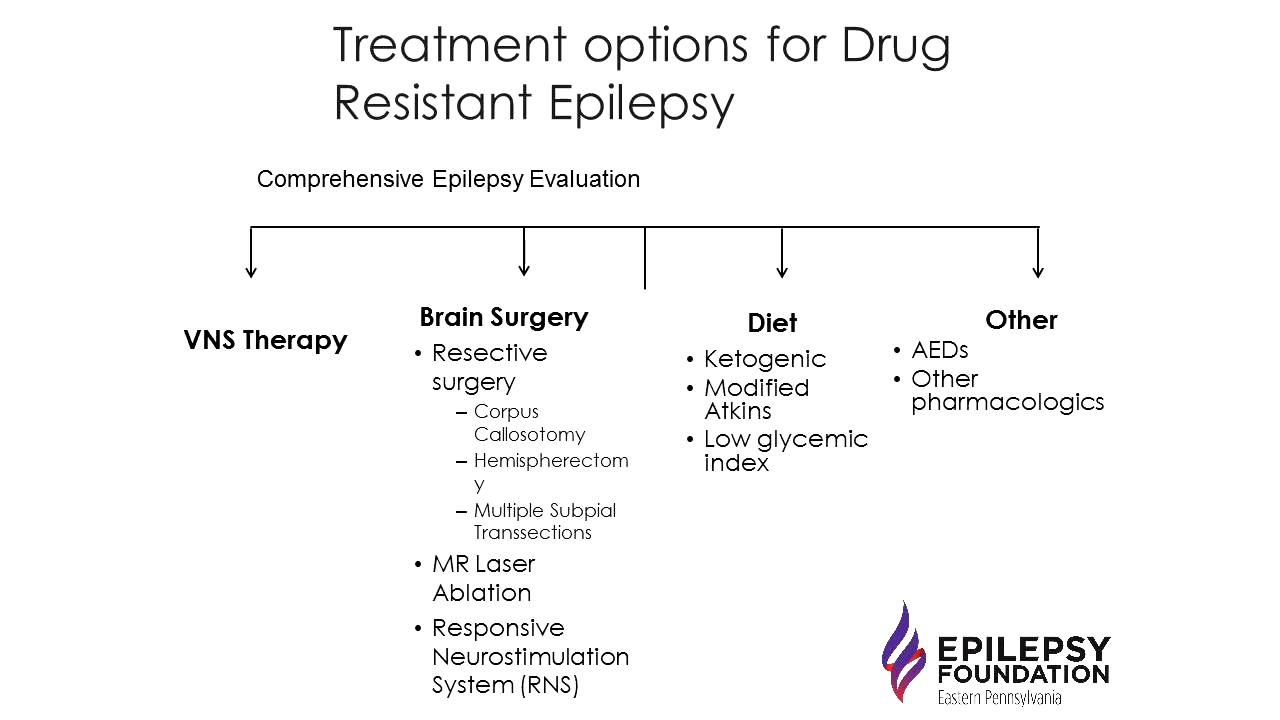 Treatment options for Drug
Resistant Epilepsy
Comprehensive Epilepsy Evaluation
VNS Therapy
Brain Surgery
• Resective
surgery
– Corpus
Callosotomy
– Hemispherectom
y
– Multiple Subpial
Transsections
• MR Laser
Ablation
• Responsive
Neurostimulation
System (RNS)
Diet
• Ketogenic
• Modified
Atkins
• Low glycemic
index
Other
• AEDs
• Other
pharmacologics
EPILEPSY
FOUNDATION
Eastern Pennsylvania